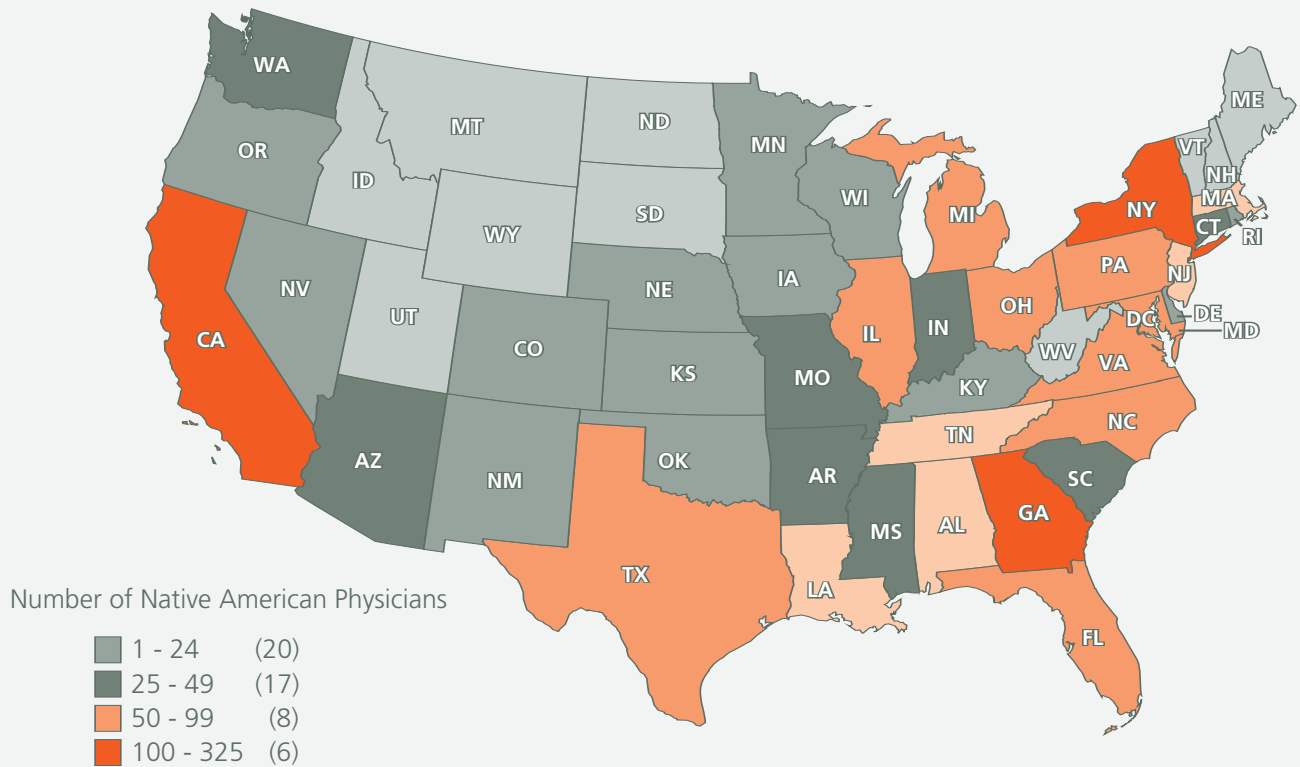 WA
MT
ND
MN
ME
VT
OR
ID
SD
WI
NH
MA
WY
MI
NY
CT
RI
NV
NE
IA
PA
NJ
UT
IL
IN
OH
DC
DE
MD
CA
CO
WV
VA
KS
MO
KY
NC
TN
AZ
OK
AR
SC
NM
MS
AL
GA
TX
LA
FL
Number of Native American Physicians
1 - 24 (20)
25 - 49 (17)
50 - 99 (8)
100 - 325 (6)